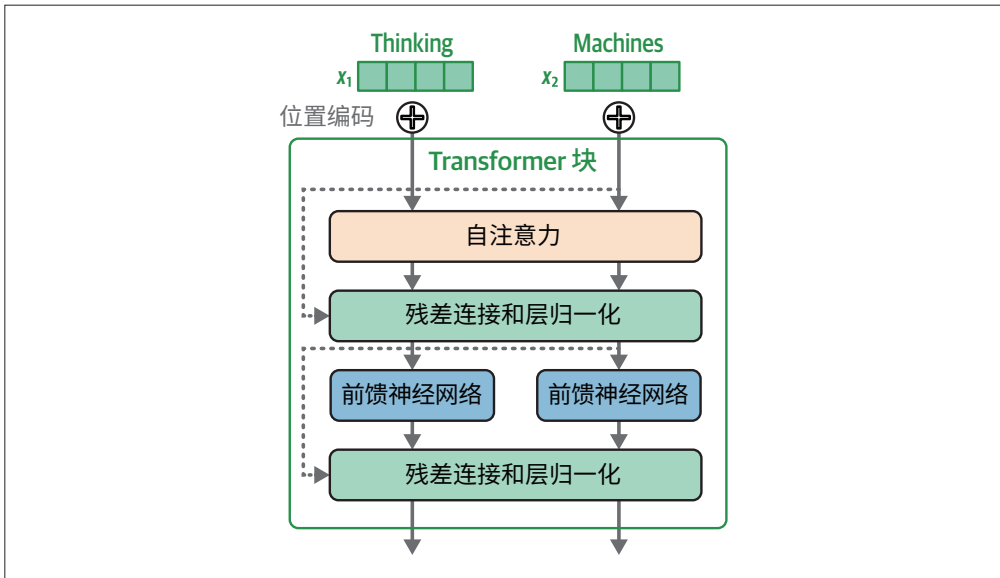 Thinking Machines
x₁ x₂
位置编码
Transformer 块
自注意力
残差连接和层归一化
前馈神经网络 前馈神经网络
残差连接和层归一化